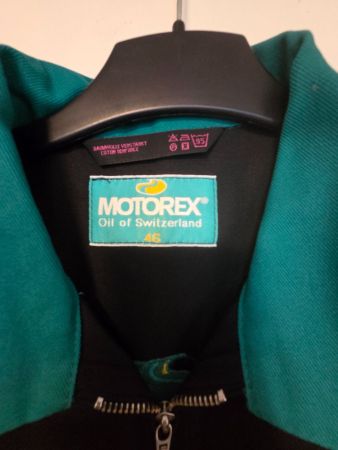 BAUMWOLLE VERSTÄRKT
COTON RENFORCÉ
95
MOTOREX®
Oil of Switzerland
46